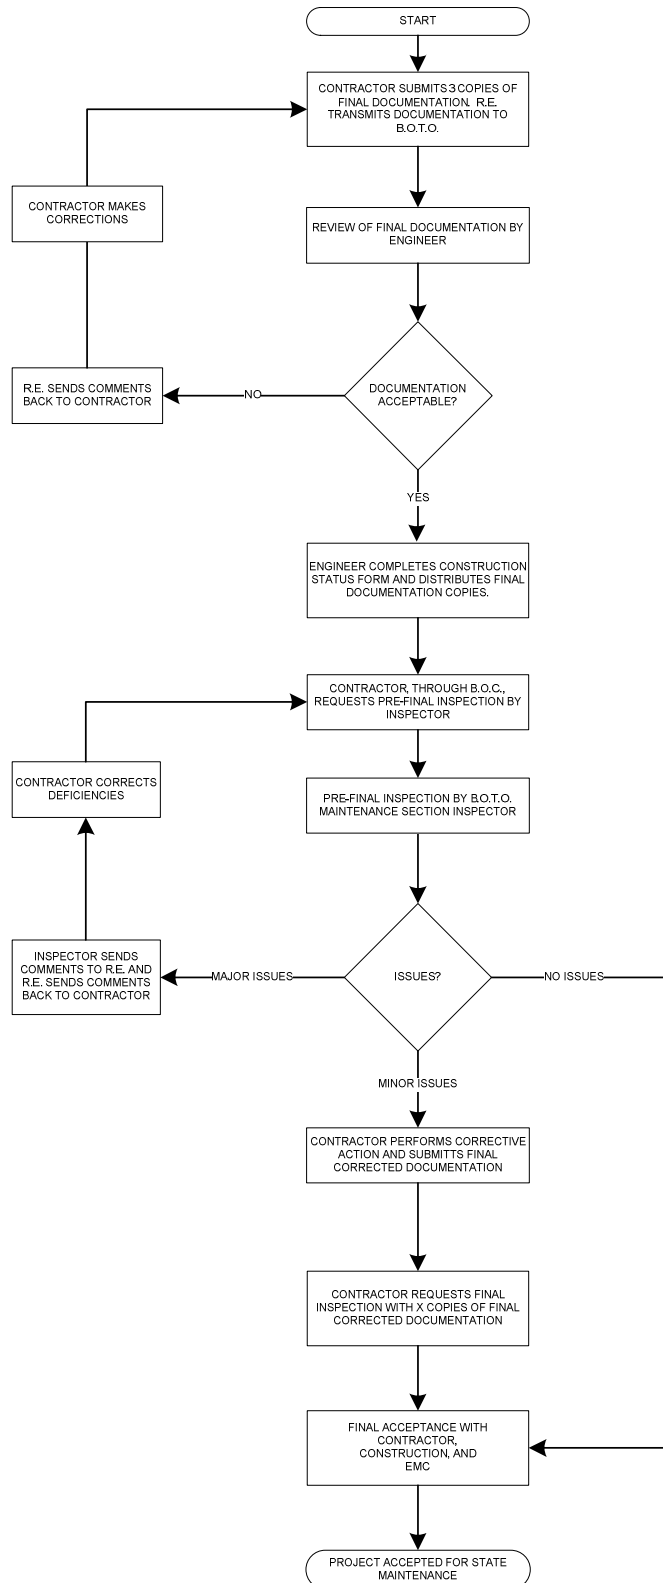 START
CONTRACTOR SUBMITS 3 COPIES OF
FINAL DOCUMENTATION. R.E.
TRANSMITS DOCUMENTATION TO
B.O.T.O.
CONTRACTOR MAKES
CORRECTIONS
REVIEW OF FINAL DOCUMENTATION BY
ENGINEER
R.E. SENDS COMMENTS
BACK TO CONTRACTOR
NO
DOCUMENTATION
ACCEPTABLE?
YES
ENGINEER COMPLETES CONSTRUCTION
STATUS FORM AND DISTRIBUTES FINAL
DOCUMENTATION COPIES.
CONTRACTOR, THROUGH B.O.C.,
REQUESTS PRE-FINAL INSPECTION BY
INSPECTOR
CONTRACTOR CORRECTS
DEFICIENCIES
PRE-FINAL INSPECTION BY B.O.T.O.
MAINTENANCE SECTION INSPECTOR
INSPECTOR SENDS
COMMENTS TO R.E. AND
R.E. SENDS COMMENTS
BACK TO CONTRACTOR
MAJOR ISSUES
ISSUES?
NO ISSUES
MINOR ISSUES
CONTRACTOR PERFORMS CORRECTIVE
ACTION AND SUBMITTS FINAL
CORRECTED DOCUMENTATION
CONTRACTOR REQUESTS FINAL
INSPECTION WITH X COPIES OF FINAL
CORRECTED DOCUMENTATION
FINAL ACCEPTANCE WITH
CONTRACTOR,
CONSTRUCTION, AND
EMC
PROJECT ACCEPTED FOR STATE
MAINTENANCE